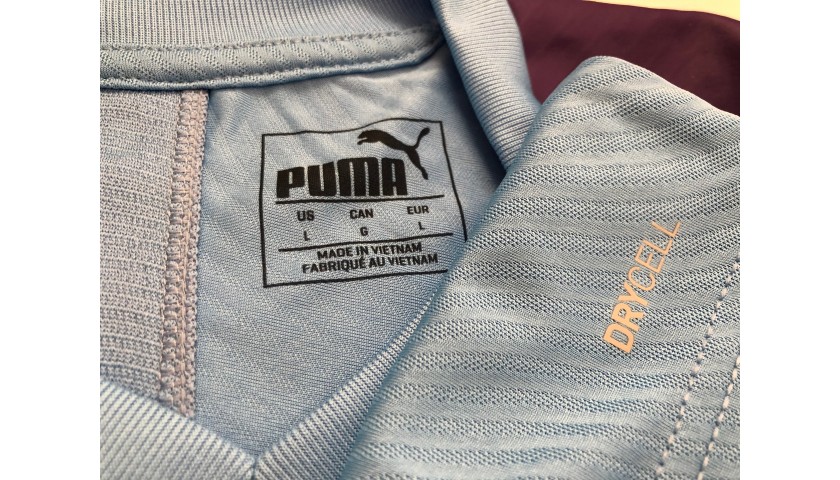 PUMA
US CAN EUR
L G L
MADE IN VIETNAM
FABRIQUÉ AU VIETNAM
DRYCELL